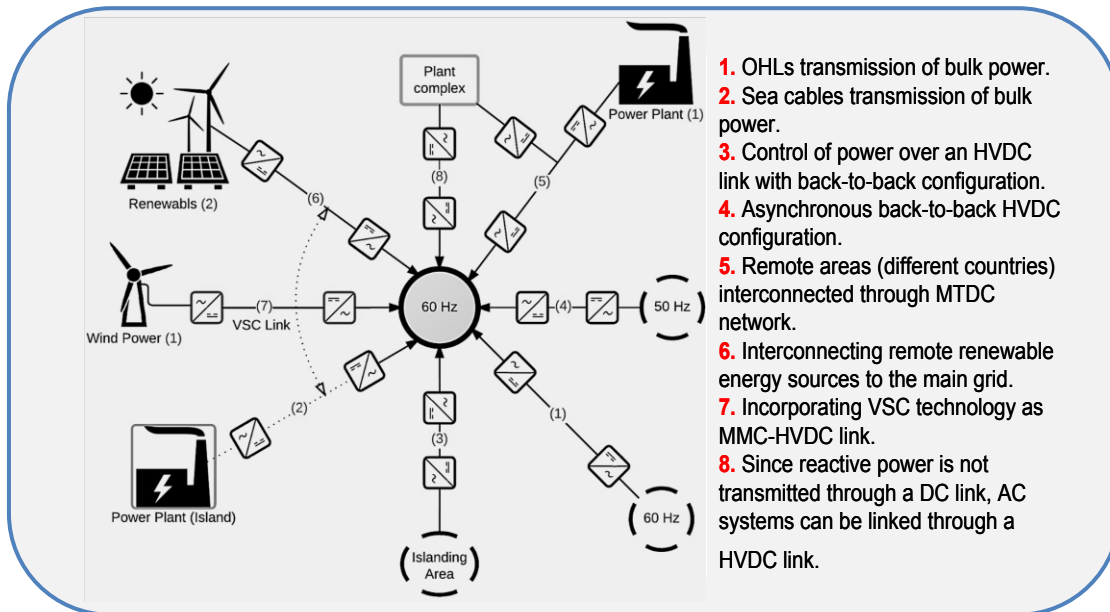 Plant
complex
Power Plant (1)
Renewabls (2)
(8)
(5)
(6)
60 Hz
(7)
VSC Link
(4)
50 Hz
Wind Power (1)
(2)
(3)
(1)
Power Plant (Island)
60 Hz
Islanding
Area
1. OHLs transmission of bulk power.
2. Sea cables transmission of bulk
power.
3. Control of power over an HVDC
link with back-to-back configuration.
4. Asynchronous back-to-back HVDC
configuration.
5. Remote areas (different countries)
interconnected through MTDC
network.
6. Interconnecting remote renewable
energy sources to the main grid.
7. Incorporating VSC technology as
MMC-HVDC link.
8. Since reactive power is not
transmitted through a DC link, AC
systems can be linked through a
HVDC link.